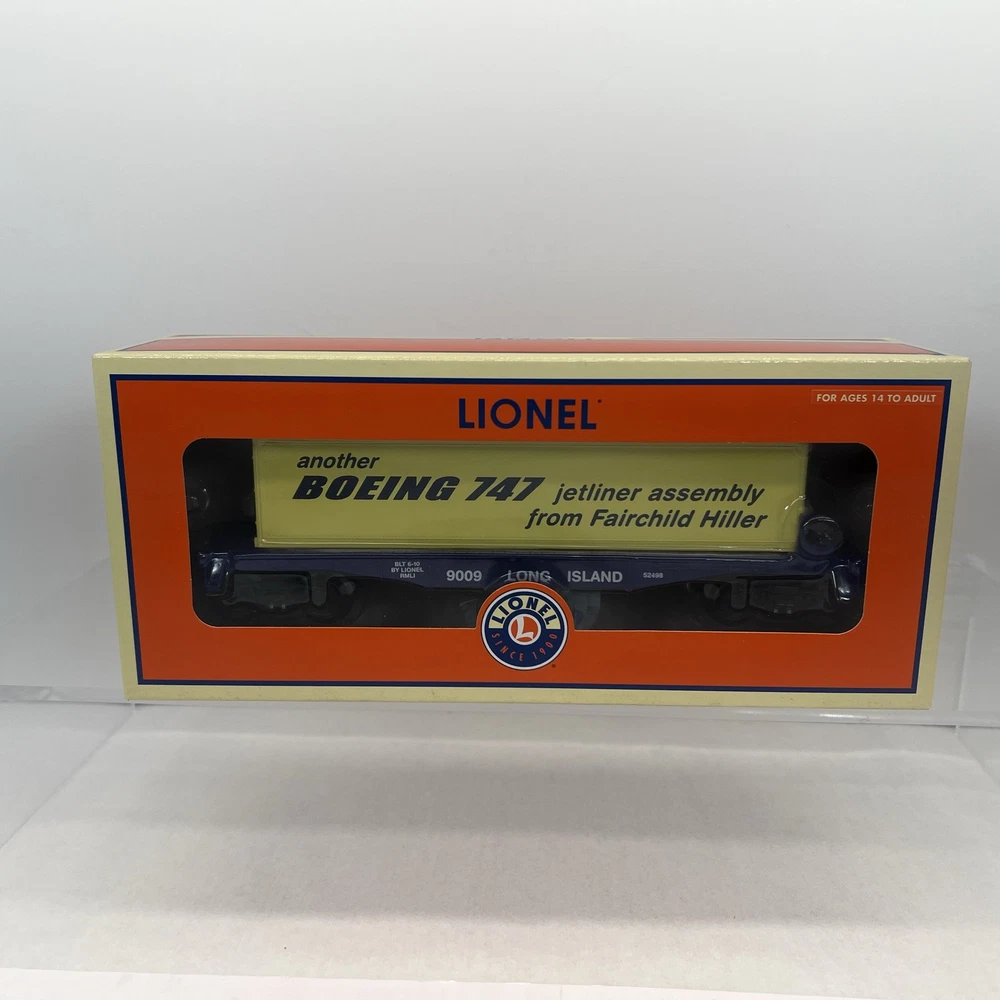 LIONEL
FOR AGES 14 TO ADULT
another
BOEING 747 jetliner assembly
from Fairchild Hiller
BLT 6-10
BY LIONEL
RMLI
9009 LONG ISLAND
52498
LIONEL
L
SINCE 1900